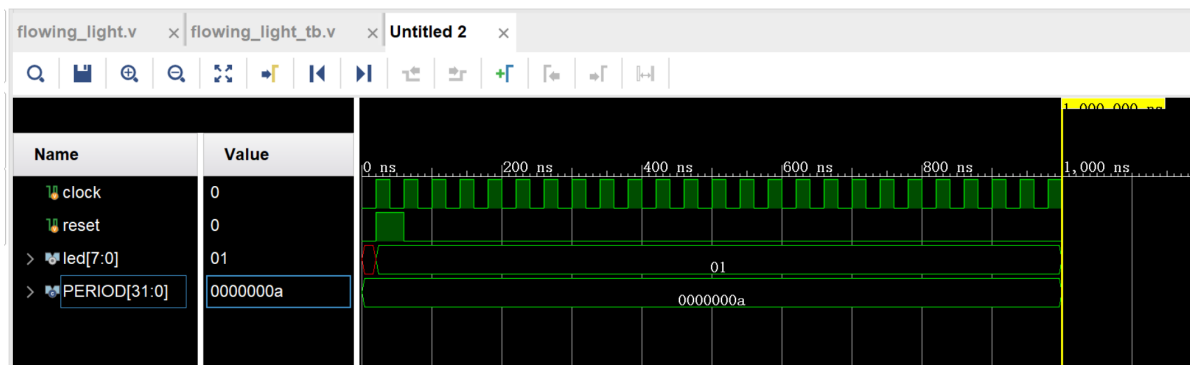 flowing_light.v × flowing_light_tb.v × Untitled 2 ×
1,000.000 ns
Name Value
0 ns 200 ns 400 ns 600 ns 800 ns 1,000 ns
clock 0
reset 0
led[7:0] 01 01
PERIOD[31:0] 0000000a 0000000a